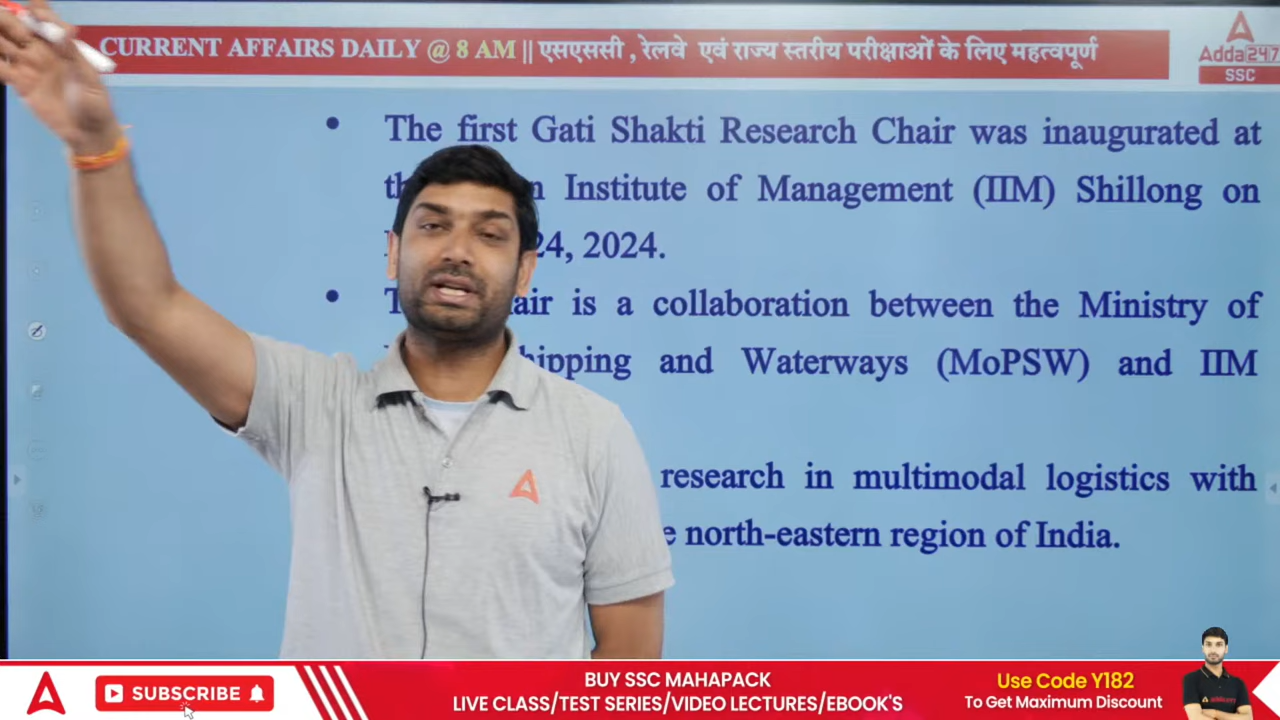 CURRENT AFFAIRS DAILY @ 8 AM || एसएससी , रेलवे एवं राज्य स्तरीय परीक्षाओं के लिए महत्वपूर्ण
Adda247
SSC
• The first Gati Shakti Research Chair was inaugurated at
Institute of Management (IIM) Shillong on
24, 2024.
• is a collaboration between the Ministry of
and Waterways (MoPSW) and IIM
research in multimodal logistics with
north-eastern region of India.
SUBSCRIBE
BUY SSC MAHAPACK
LIVE CLASS/TEST SERIES/VIDEO LECTURES/EBOOK'S
Use Code Y182
To Get Maximum Discount